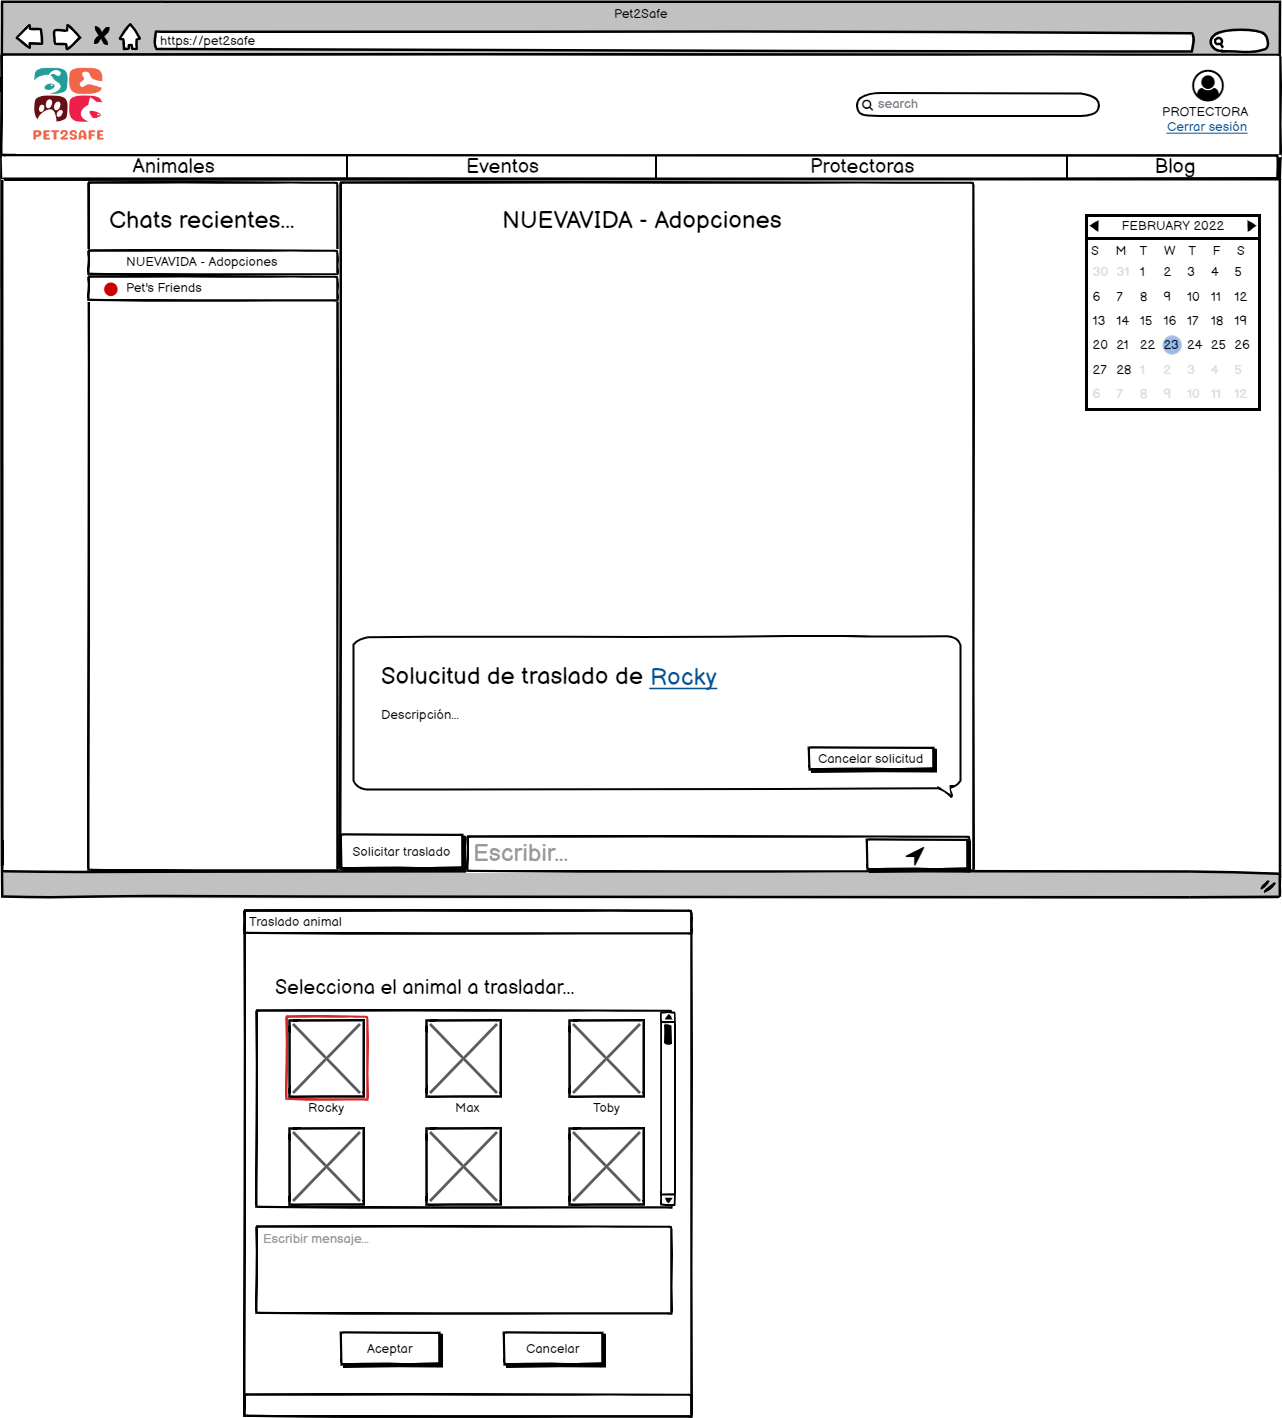 Pet2Safe
https://pet2safe
PET2SAFE
search
PROTECTORA
Cerrar sesión
Animales
Eventos
Protectoras
Blog
Chats recientes...
NUEVAVIDA - Adopciones
Pet's Friends
NUEVAVIDA - Adopciones
Solucitud de traslado de Rocky
Descripción...
Cancelar solicitud
Solicitar traslado
Escribir...
FEBRUARY 2022
S M T W T F S
30 31 1 2 3 4 5
6 7 8 9 10 11 12
13 14 15 16 17 18 19
20 21 22 23 24 25 26
27 28 1 2 3 4 5
6 7 8 9 10 11 12
Traslado animal
Selecciona el animal a trasladar...
Rocky
Max
Toby
Escribir mensaje...
Aceptar
Cancelar